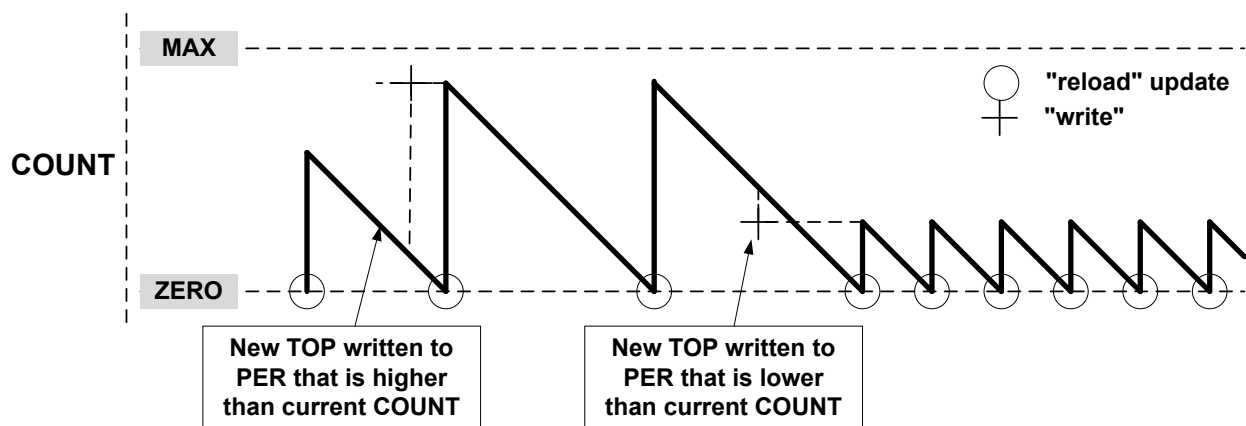 MAX
"reload" update
"write"
COUNT
ZERO
New TOP written to
PER that is higher
than current COUNT
New TOP written to
PER that is lower
than current COUNT